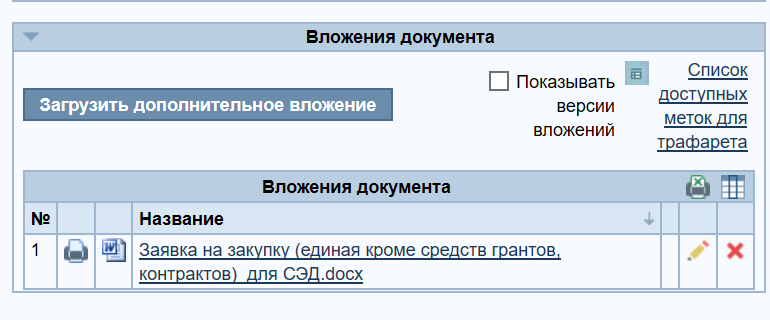 Вложения документа
Загрузить дополнительное вложение
Показывать
версии
вложений
Список
доступных
меток для
трафарета
Вложения документа
№ Название
1 Заявка на закупку (единая кроме средств грантов,
контрактов)_для СЭД.docx